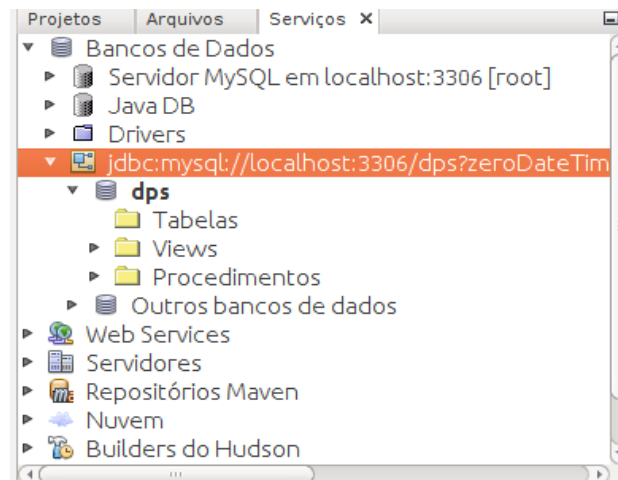 Projetos Arquivos Serviços
Bancos de Dados
Servidor MySQL em localhost:3306 [root]
Java DB
Drivers
jdbc:mysql://localhost:3306/dps?zeroDateTim
dps
Tabelas
Views
Procedimentos
Outros bancos de dados
Web Services
Servidores
Repositórios Maven
Nuvem
Builders do Hudson